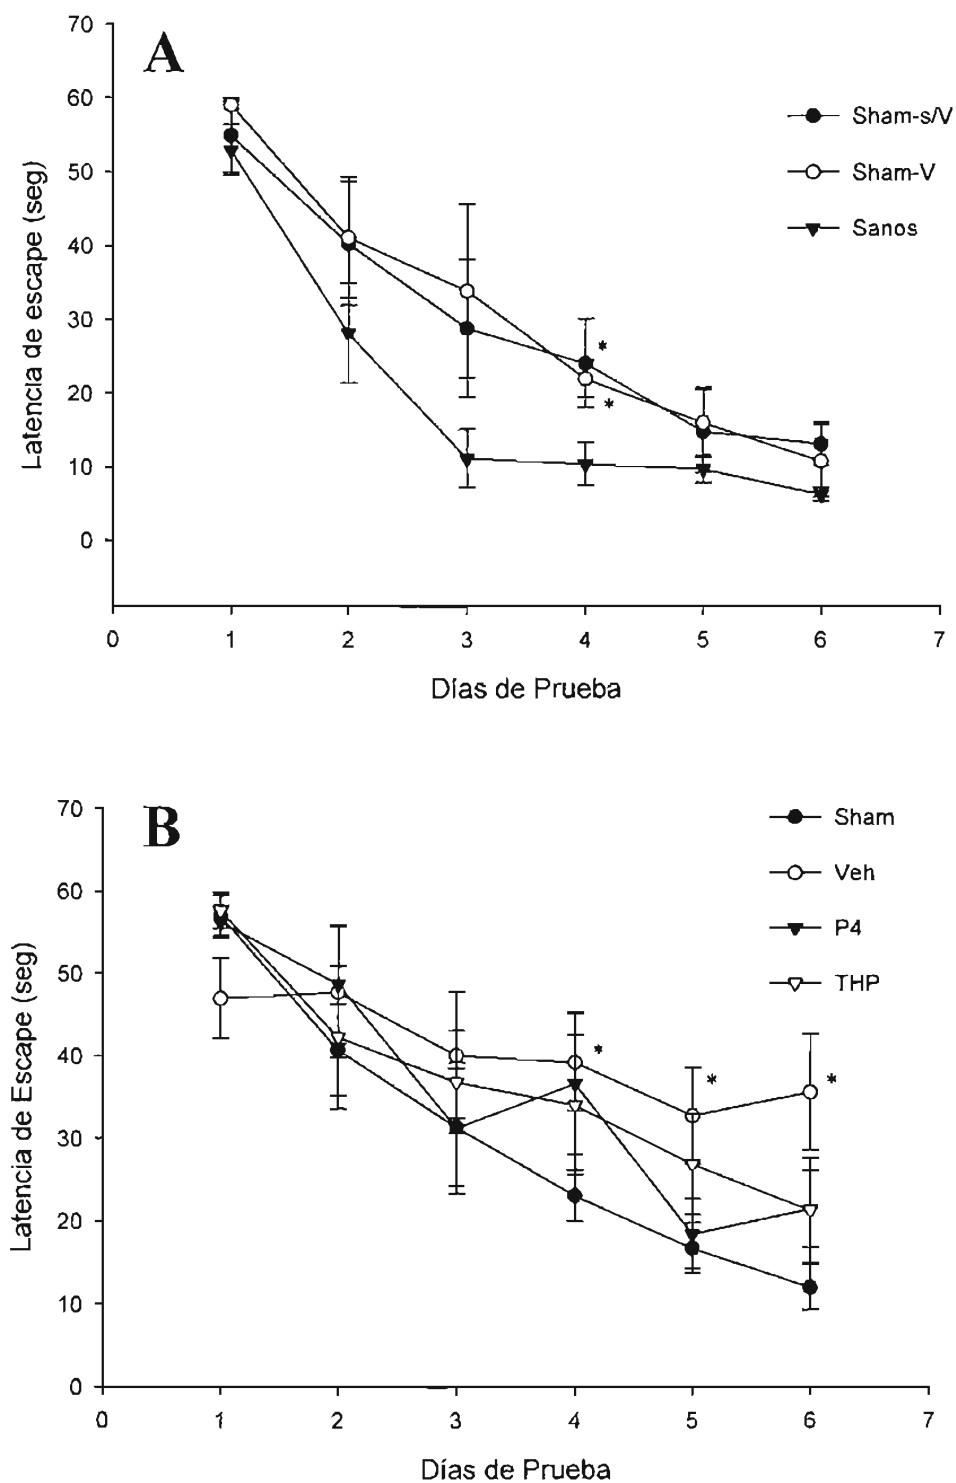 A
70
60
50
40
30
20
10
0
Latencia de escape (seg)
Sham-s/V
Sham-V
Sanos
*
*
0 1 2 3 4 5 6 7
Días de Prueba
B
70
60
50
40
30
20
10
0
Latencia de Escape (seg)
Sham
Veh
P4
THP
* * *
0 1 2 3 4 5 6 7
Días de Prueba